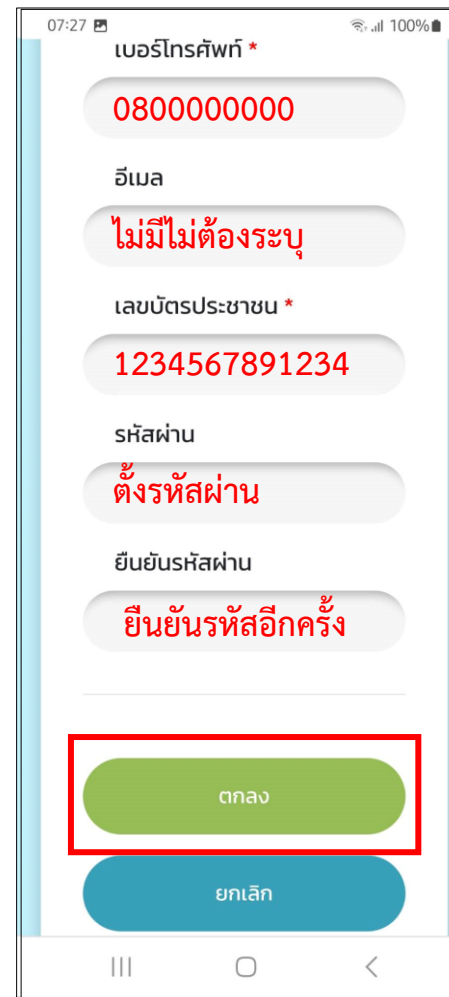 07:27 100%
เบอร์โทรศัพท์ *
0800000000
อีเมล
ไม่มีไม่ต้องระบุ
เลขบัตรประชาชน *
1234567891234
รหัสผ่าน
ตั้งรหัสผ่าน
ยืนยันรหัสผ่าน
ยืนยันรหัสอีกครั้ง
ตกลง
ยกเลิก